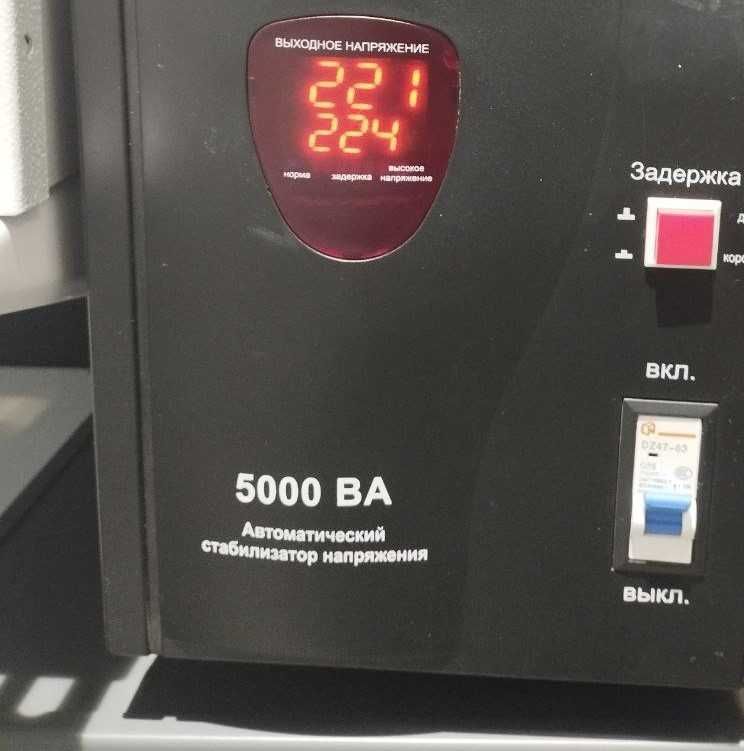 ВЫХОДНОЕ НАПРЯЖЕНИЕ
221
224
норма задержка высокое напряжение
Задержка
ВКЛ.
DZ47-63
5000 ВА
Автоматический
стабилизатор напряжения
ВЫКЛ.